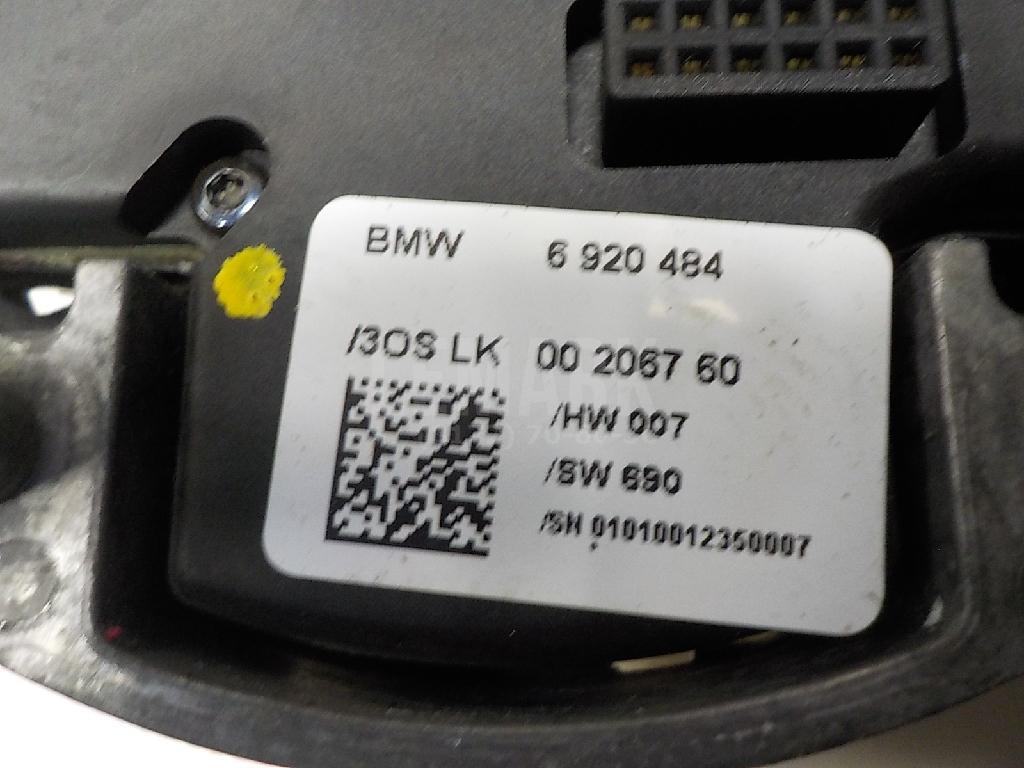 BMW 6 920 484
/3OS LK 00 2067 60
/HW 007
/SW 690
/SN 01010012350007